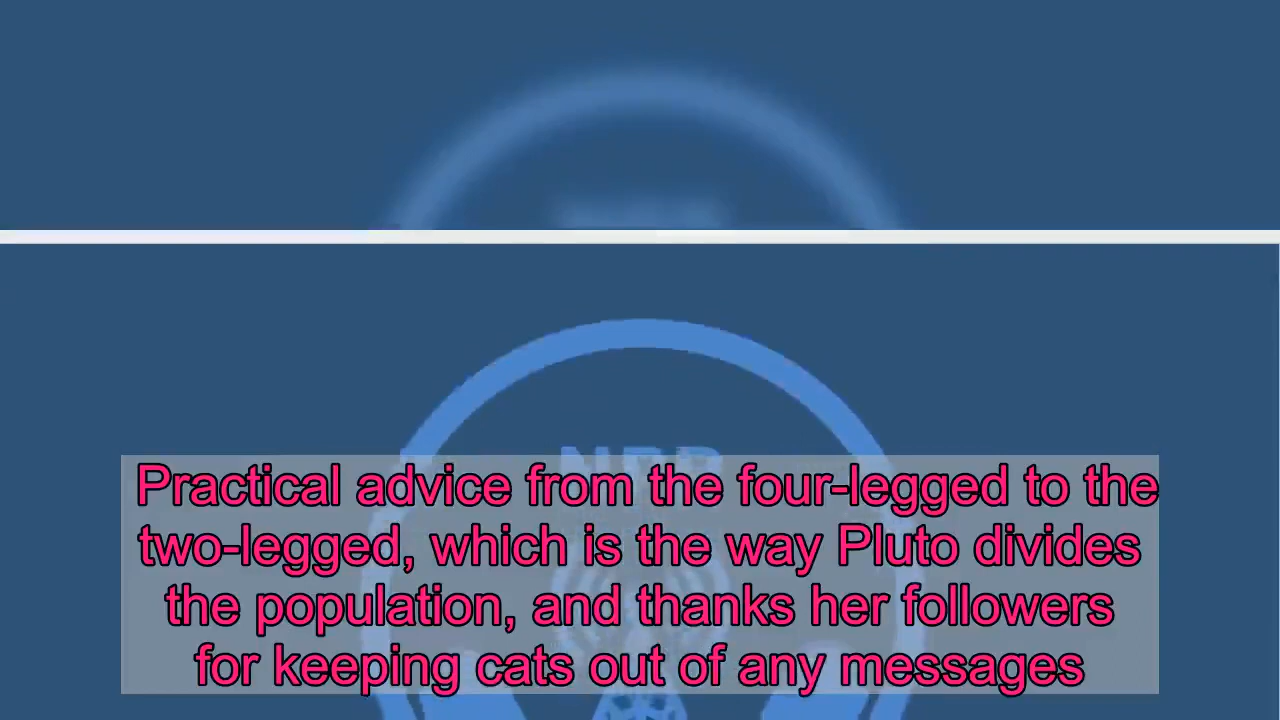 Practical advice from the four-legged to the
two-legged, which is the way Pluto divides
the population, and thanks her followers
for keeping cats out of any messages